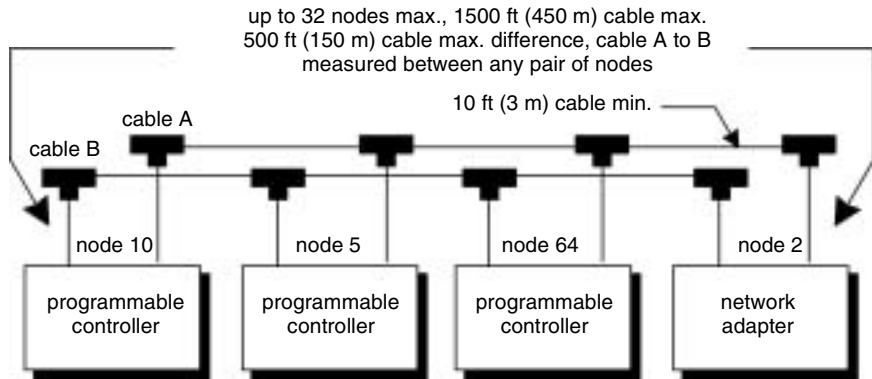 up to 32 nodes max., 1500 ft (450 m) cable max.
500 ft (150 m) cable max. difference, cable A to B
measured between any pair of nodes
10 ft (3 m) cable min.
cable A
cable B
node 10
node 5
node 64
node 2
programmable
controller
programmable
controller
programmable
controller
network
adapter